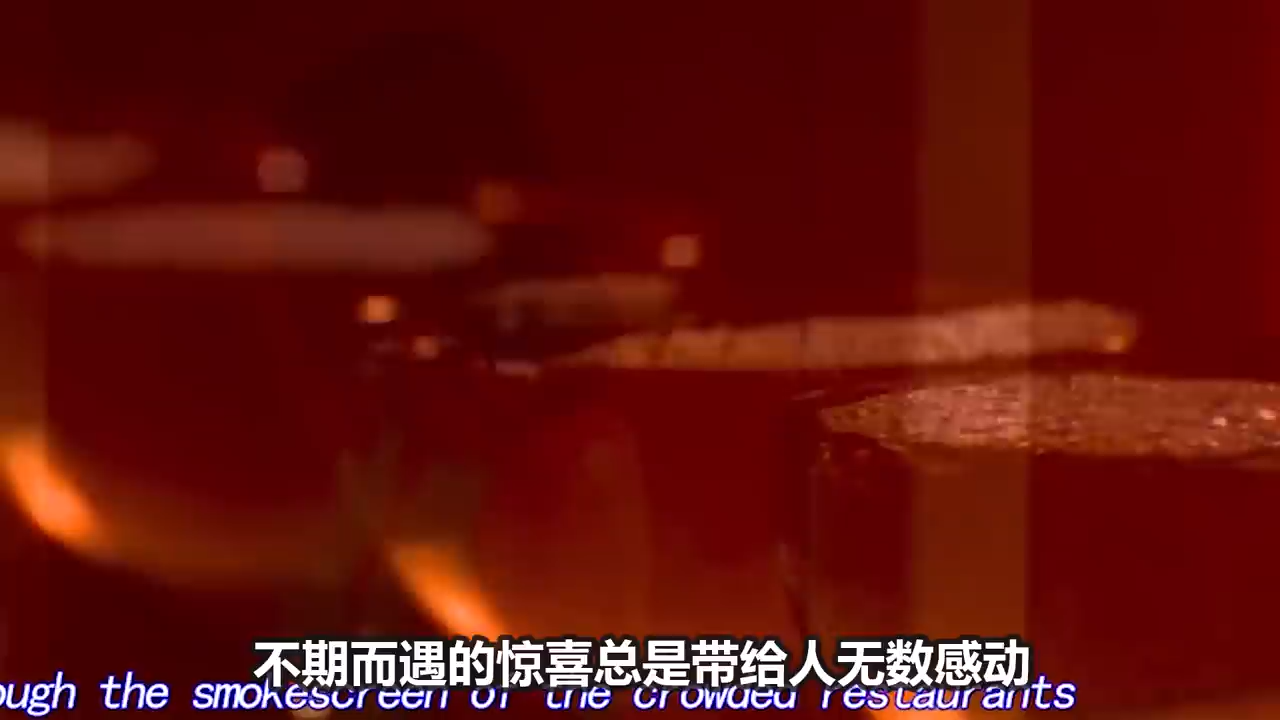 不期而遇的惊喜总是带给人无数感动
ough the smokescreen of the crowded restaurants